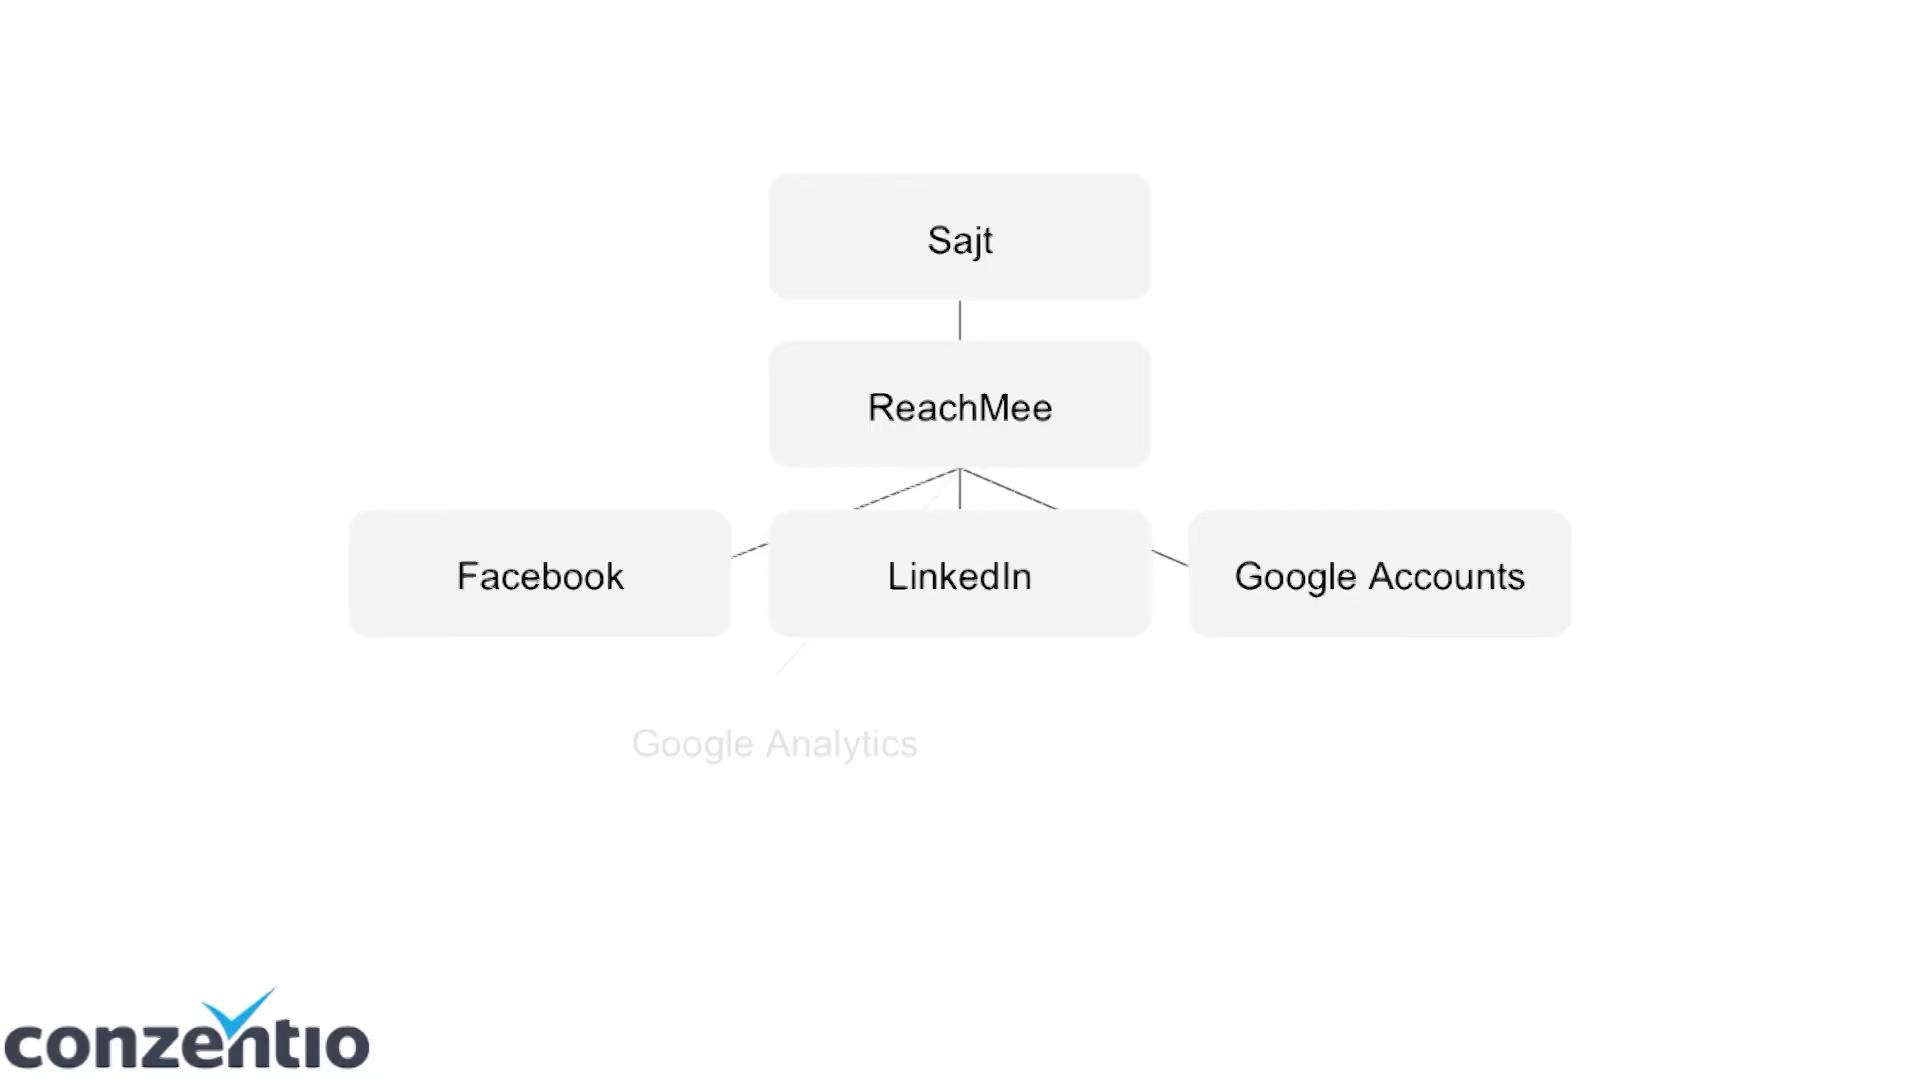 Sajt
ReachMee
Facebook
LinkedIn
Google Accounts
Google Analytics
conzentio